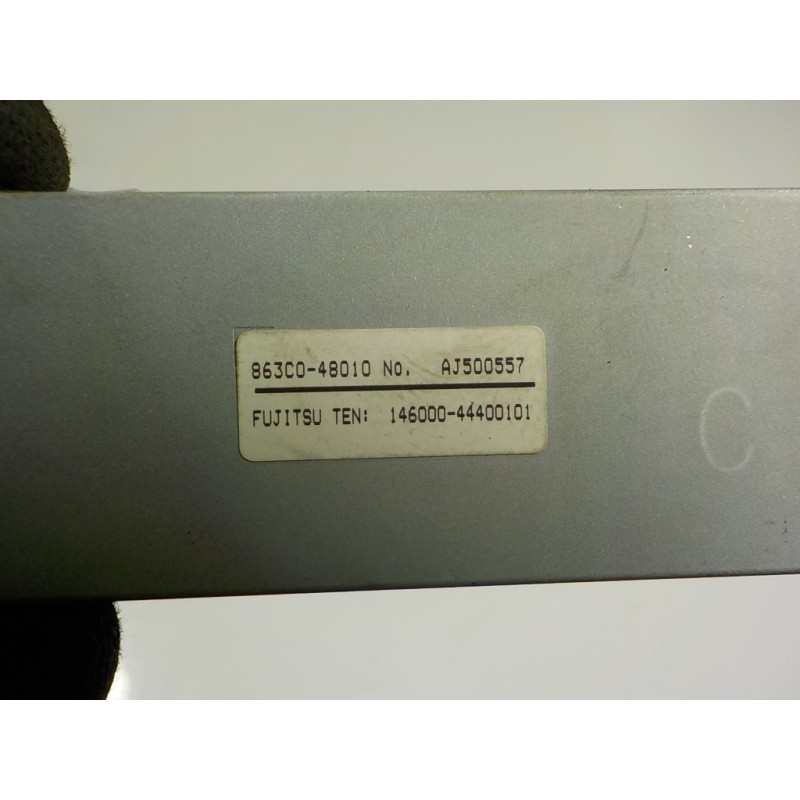 863C0-48010 No. AJ500557
FUJITSU TEN: 146000-44400101
C